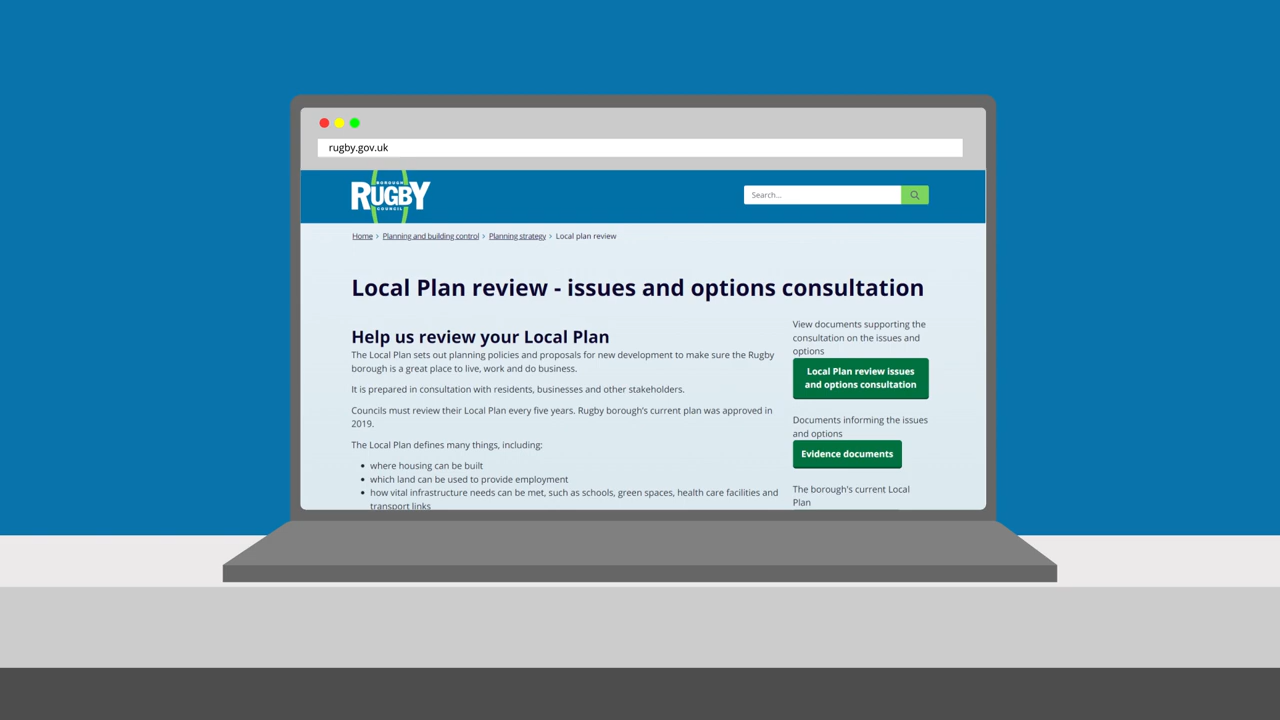 rugby.gov.uk
BOROUGH
RUGBY
COUNCIL
Search...
Home > Planning and building control > Planning strategy > Local plan review
Local Plan review - issues and options consultation
Help us review your Local Plan
The Local Plan sets out planning policies and proposals for new development to make sure the Rugby
borough is a great place to live, work and do business.
It is prepared in consultation with residents, businesses and other stakeholders.
Councils must review their Local Plan every five years. Rugby borough's current plan was approved in
2019.
The Local Plan defines many things, including:
• where housing can be built
• which land can be used to provide employment
• how vital infrastructure needs can be met, such as schools, green spaces, health care facilities and
transport links
View documents supporting the
consultation on the issues and
options
Local Plan review issues
and options consultation
Documents informing the issues
and options
Evidence documents
The borough's current Local
Plan